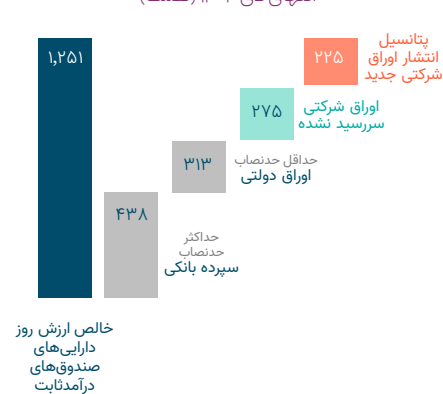 ۲۲۵
پتانسیل
انتشار اوراق
شرکتی جدید
۱,۲۵۱
۲۷۵
اوراق شرکتی
سررسید نشده
۳۱۳
حداقل حدنصاب
اوراق دولتی
۴۳۸
حداکثر
حدنصاب
سپرده بانکی
خالص ارزش روز
دارایی‌های
صندوق‌های
درآمدثابت